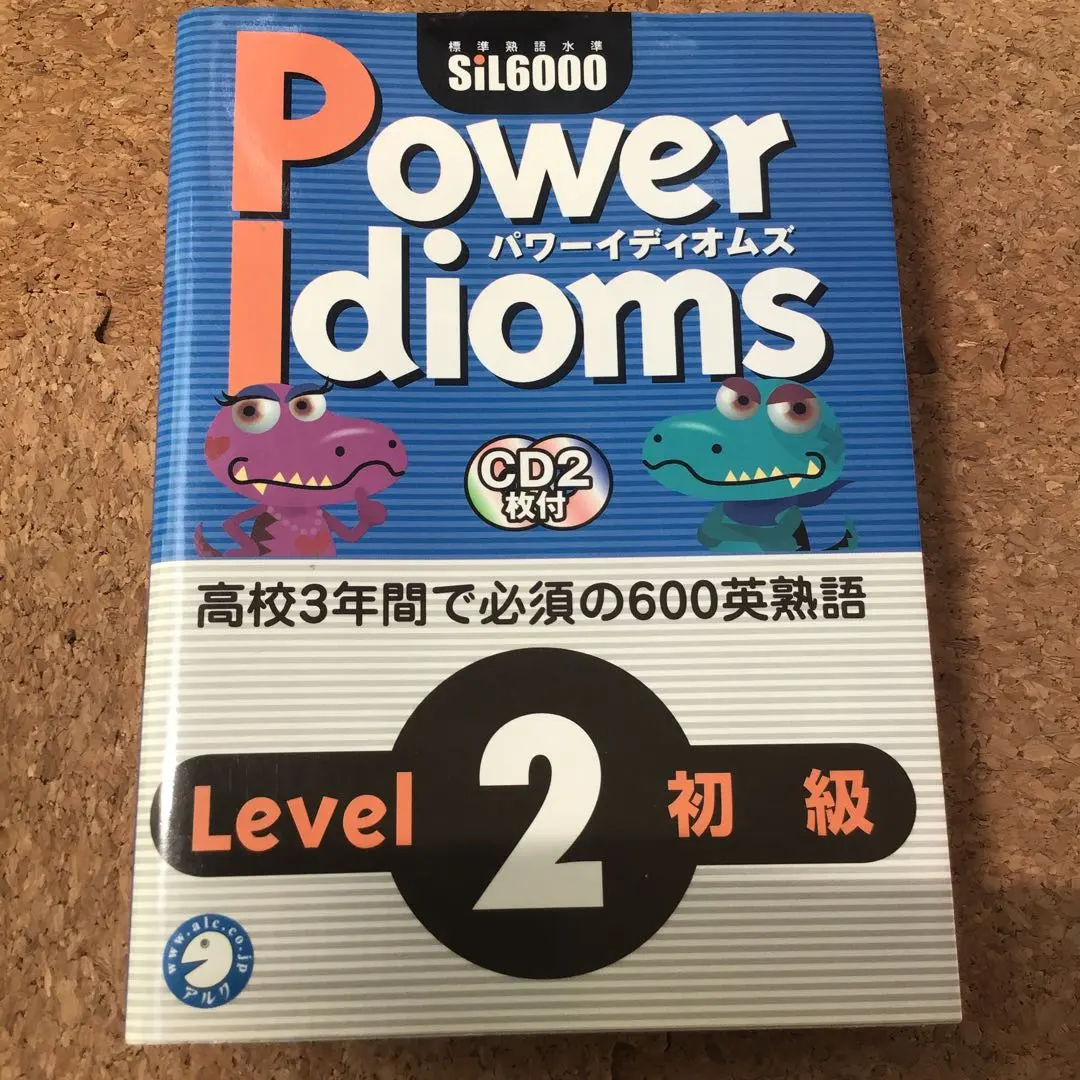 標準熟語水準
SiL6000
Power
パワーイディオムズ
Idioms
CD2
枚付
高校3年間で必須の600英熟語
Level 2 初級
www.alc.co.jp
アルク